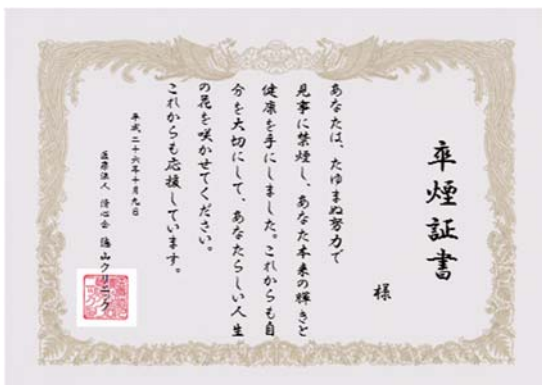 卒煙証書
様
あなたは、たゆまぬ努力で
見事に禁煙し、あなた本来の輝きと
健康を手にしました。これからも自
分を大切にして、あなたらしい人生
の花を咲かせてください。
これからも応援しています。
平成二十六年十月九日
医療法人 山クリニック